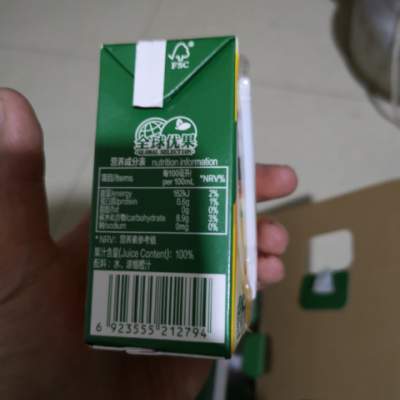 FSC
全球优果
GLOBAL SELECTION
营养成分表 nutrition information
项目/Items 每100毫升/ per 100mL *NRV%
能量/energy 162kJ 2%
蛋白质/protein 0.6g 1%
脂肪/fat 0g 0%
碳水化合物/carbohydrate 8.9g 3%
钠/sodium 0mg 0%
*NRV: 营养素参考值
果汁含量(Juice Content): 100%
配料: 水、浓缩橙汁
6 923555 212794